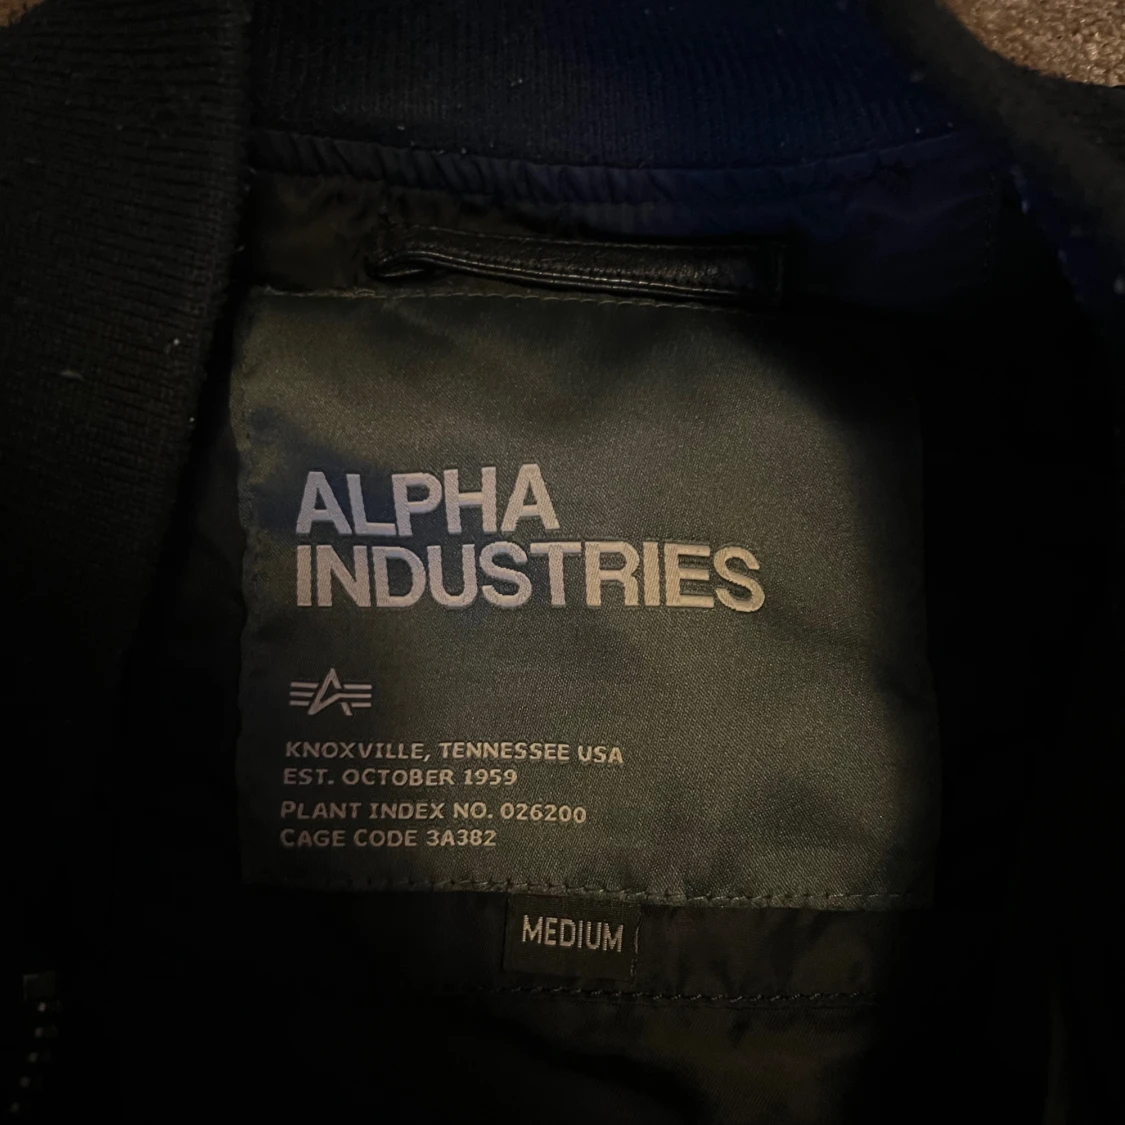 ALPHA
INDUSTRIES
KNOXVILLE, TENNESSEE USA
EST. OCTOBER 1959
PLANT INDEX NO. 026200
CAGE CODE 3A382
MEDIUM